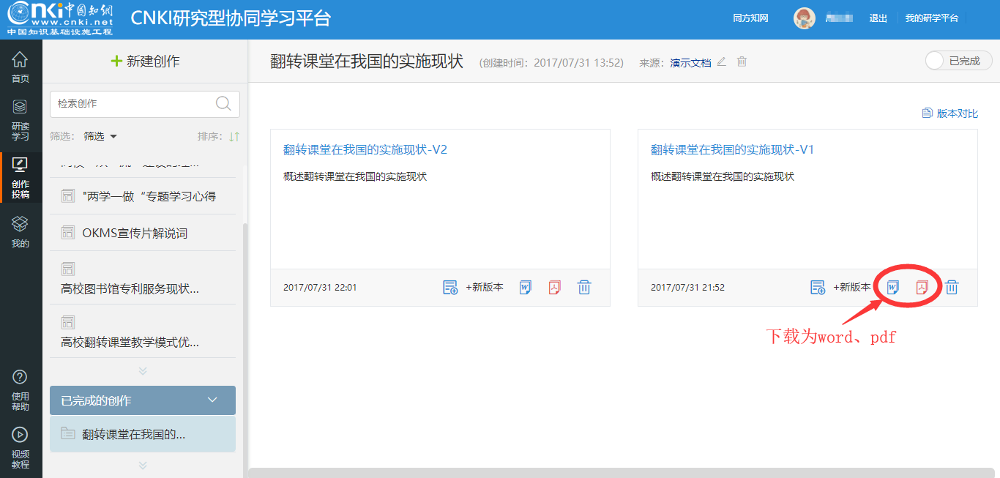 cnki中国知網
www.cnki.net
中国知识基础设施工程
CNKI研究型协同学习平台
同方知网
退出
我的研学平台
首页
研读
学习
创作
投稿
我的
使用
帮助
视频
教程
新建创作
检索创作
筛选：
筛选
排序：
"两学一做“专题学习心得
OKMS宣传片解说词
高校图书馆专利服务现状...
高校翻转课堂教学模式优...
已完成的创作
翻转课堂在我国的...
翻转课堂在我国的实施现状
(创建时间：2017/07/31 13:52)
来源：
演示文档
已完成
版本对比
翻转课堂在我国的实施现状-V2
概述翻转课堂在我国的实施现状
2017/07/31 22:01
+新版本
翻转课堂在我国的实施现状-V1
概述翻转课堂在我国的实施现状
2017/07/31 21:52
+新版本
下载为word、pdf